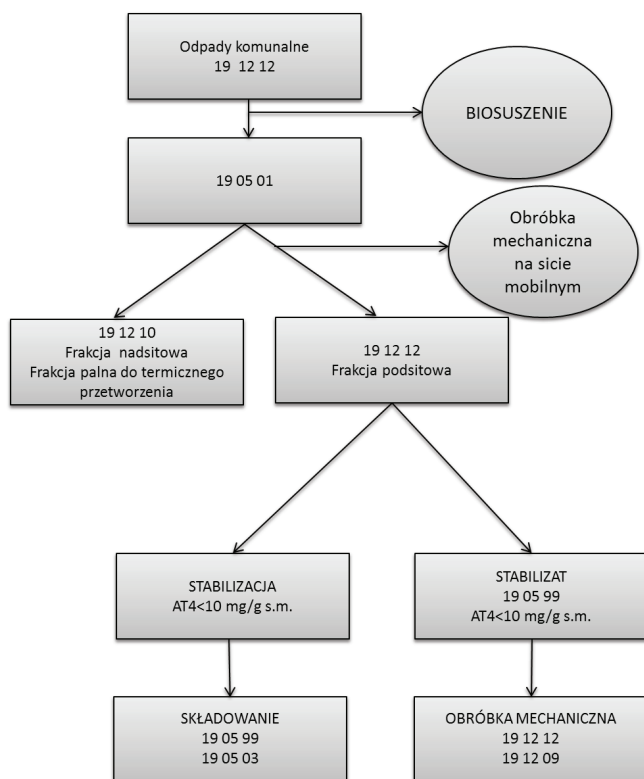 Odpady komunalne
19  12 12
BIOSUSZENIE
19 05 01
Obróbka
mechaniczna
na sicie
mobilnym
19 12 10
Frakcja  nadsitowa
Frakcja palna do termicznego
przetworzenia
19 12 12
Frakcja podsitowa
STABILIZACJA
AT4<10 mg/g s.m.
STABILIZAT
19 05 99
AT4<10 mg/g s.m.
SKŁADOWANIE
19 05 99
19 05 03
OBRÓBKA MECHANICZNA
19 12 12
19 12 09